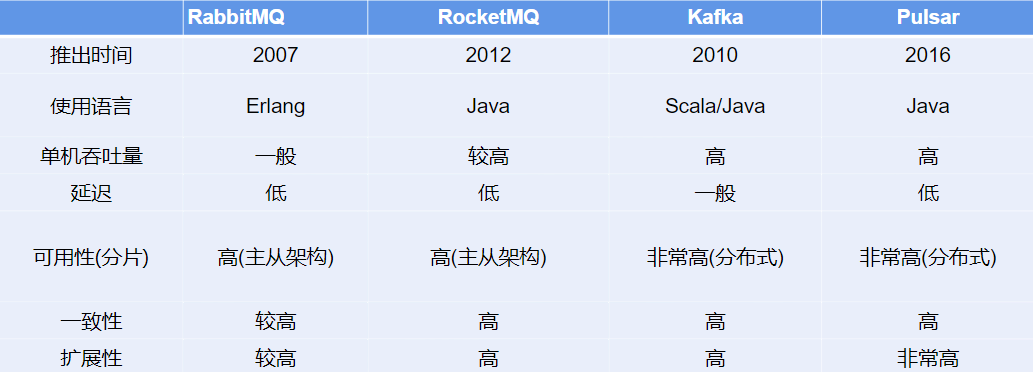 RabbitMQ RocketMQ Kafka Pulsar
推出时间 2007 2012 2010 2016
使用语言 Erlang Java Scala/Java Java
单机吞吐量 一般 较高 高 高
延迟 低 低 一般 低
可用性(分片) 高(主从架构) 高(主从架构) 非常高(分布式) 非常高(分布式)
一致性 较高 高 高 高
扩展性 较高 高 高 非常高